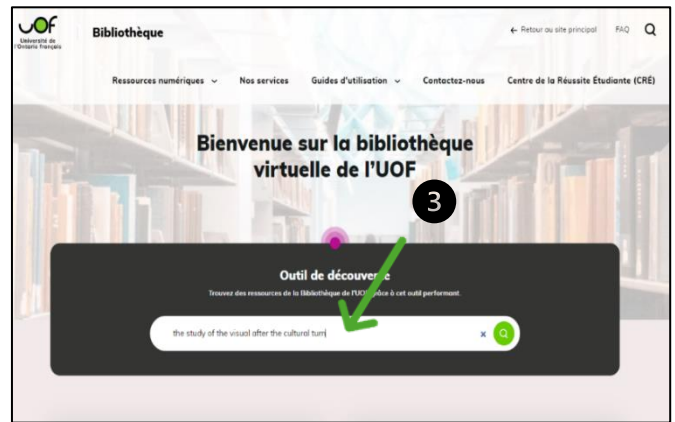 UOF
Université de
l'Ontario français
Bibliothèque
← Retour au site principal FAQ
Ressources numériques Nos services Guides d'utilisation Contactez-nous Centre de la Réussite Étudiante (CRÉ)
Bienvenue sur la bibliothèque
virtuelle de l'UOF
3
Outil de découverte
Trouvez des ressources de la Bibliothèque de l'UOF grâce à cet outil performant.
the study of the visual after the cultural turn
x